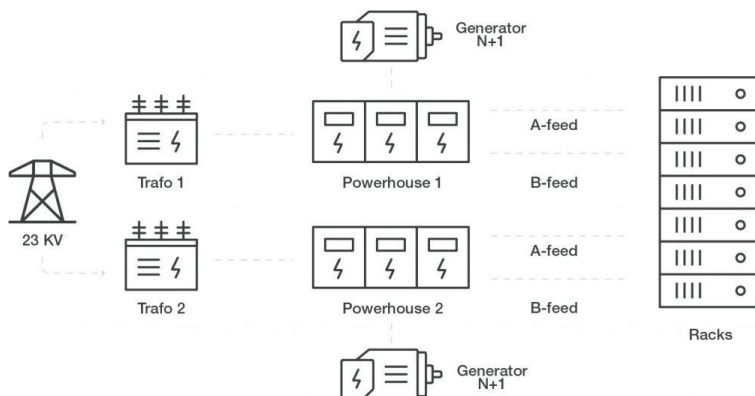 Generator
N+1
A-feed
Trafo 1
Powerhouse 1
B-feed
23 KV
A-feed
Trafo 2
Powerhouse 2
B-feed
Racks
Generator
N+1